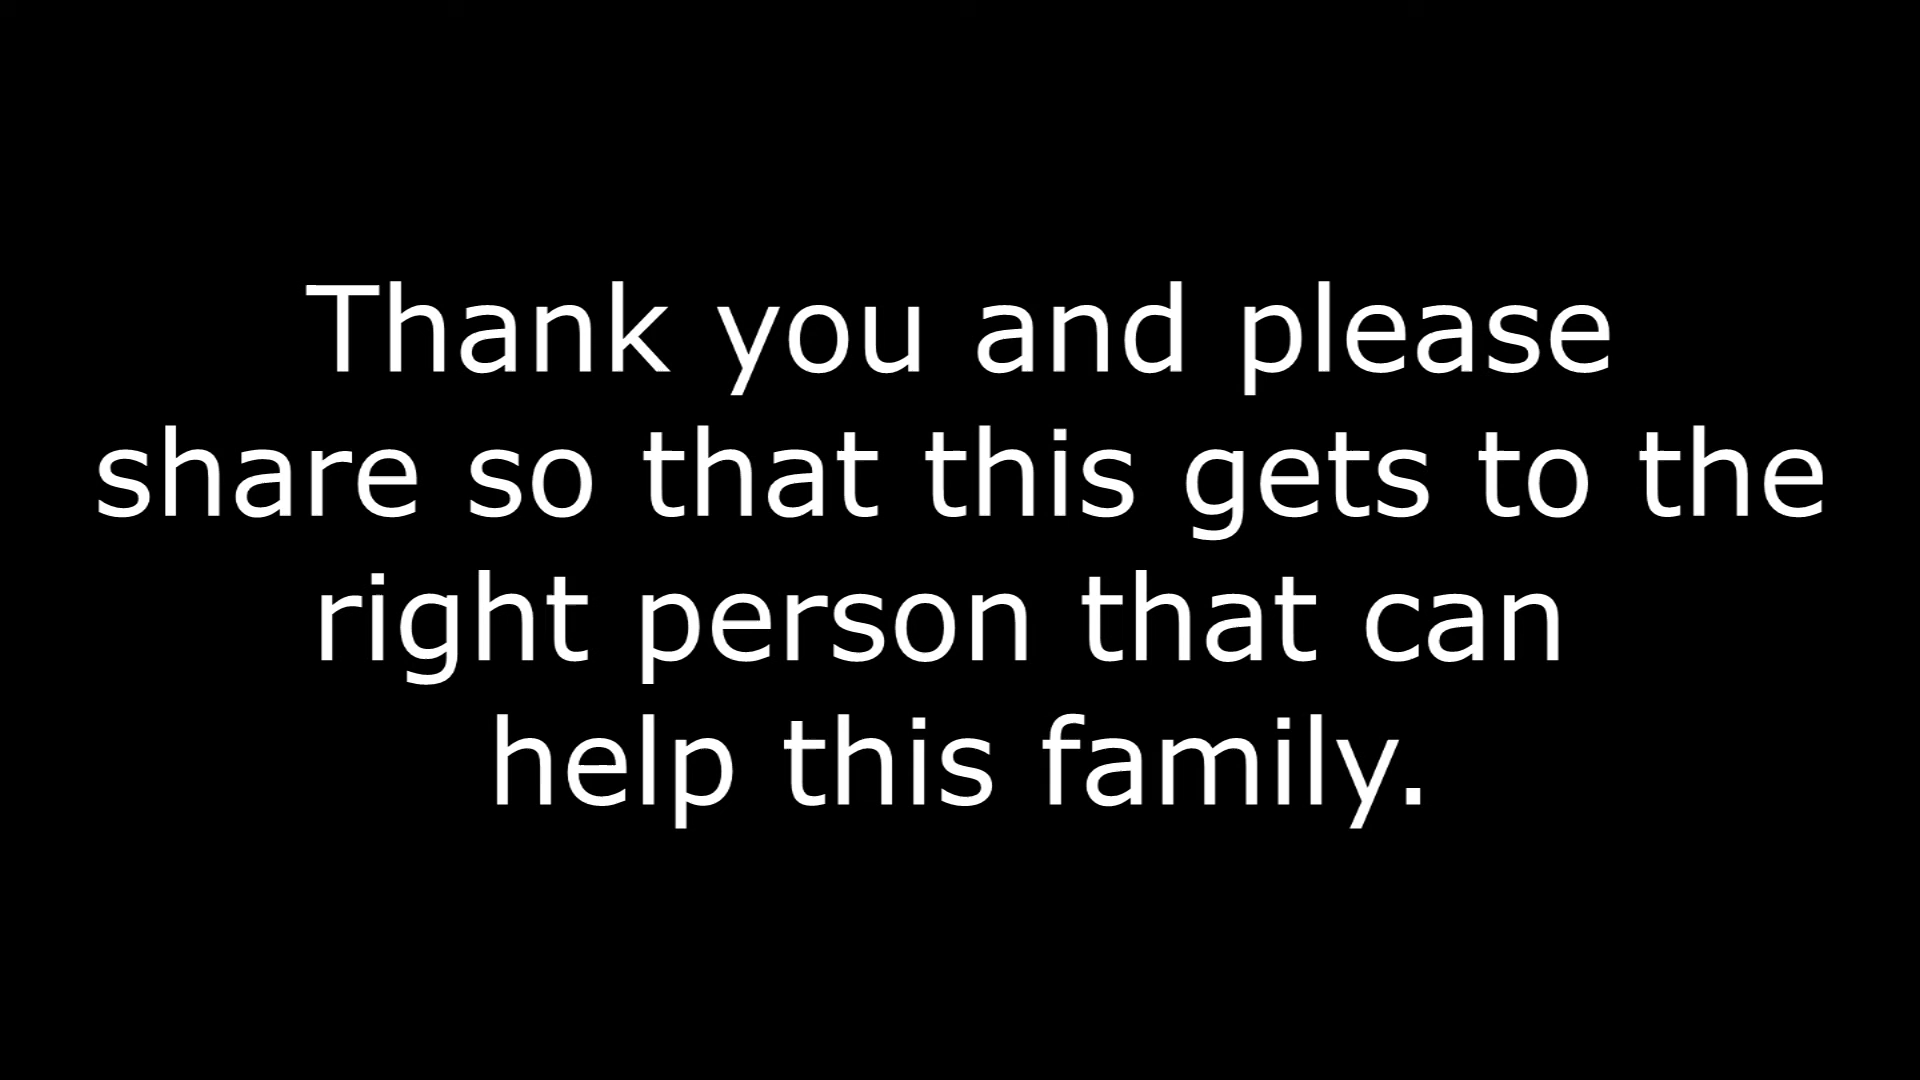 Thank you and please
share so that this gets to the
right person that can
help this family.